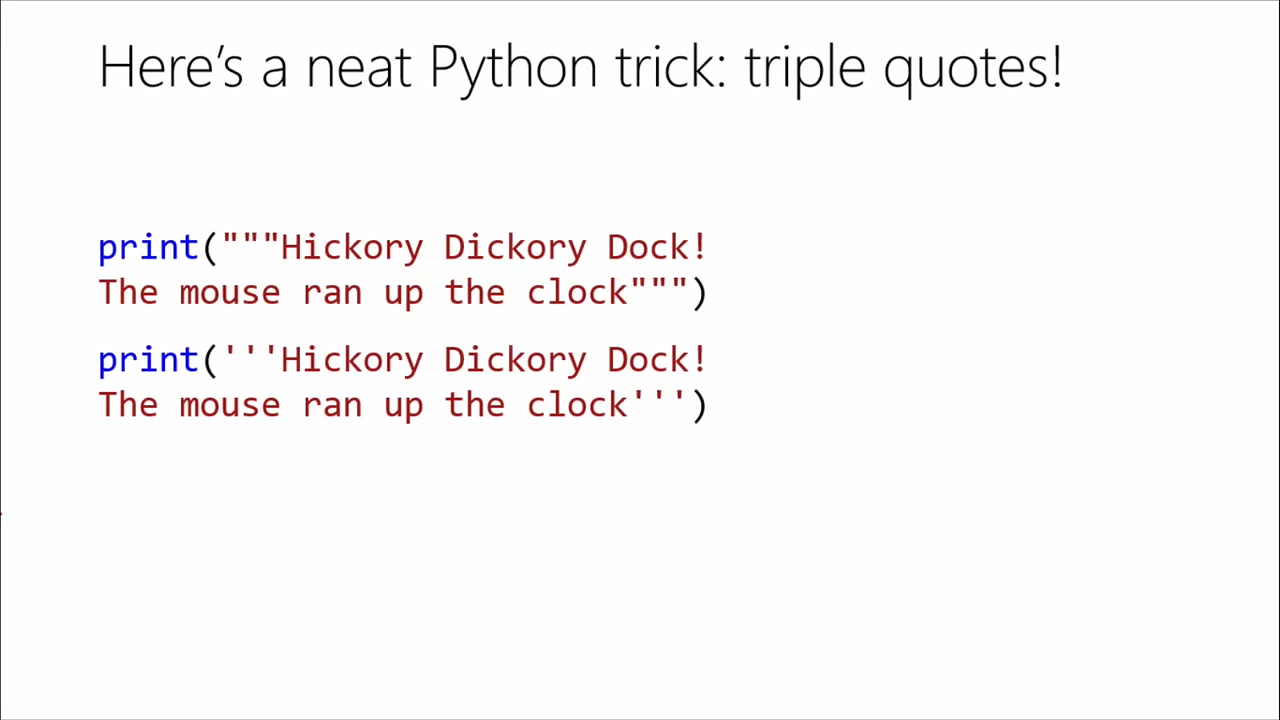 Here’s a neat Python trick: triple quotes!
print("""Hickory Dickory Dock!
The mouse ran up the clock""")
print('''Hickory Dickory Dock!
The mouse ran up the clock''')